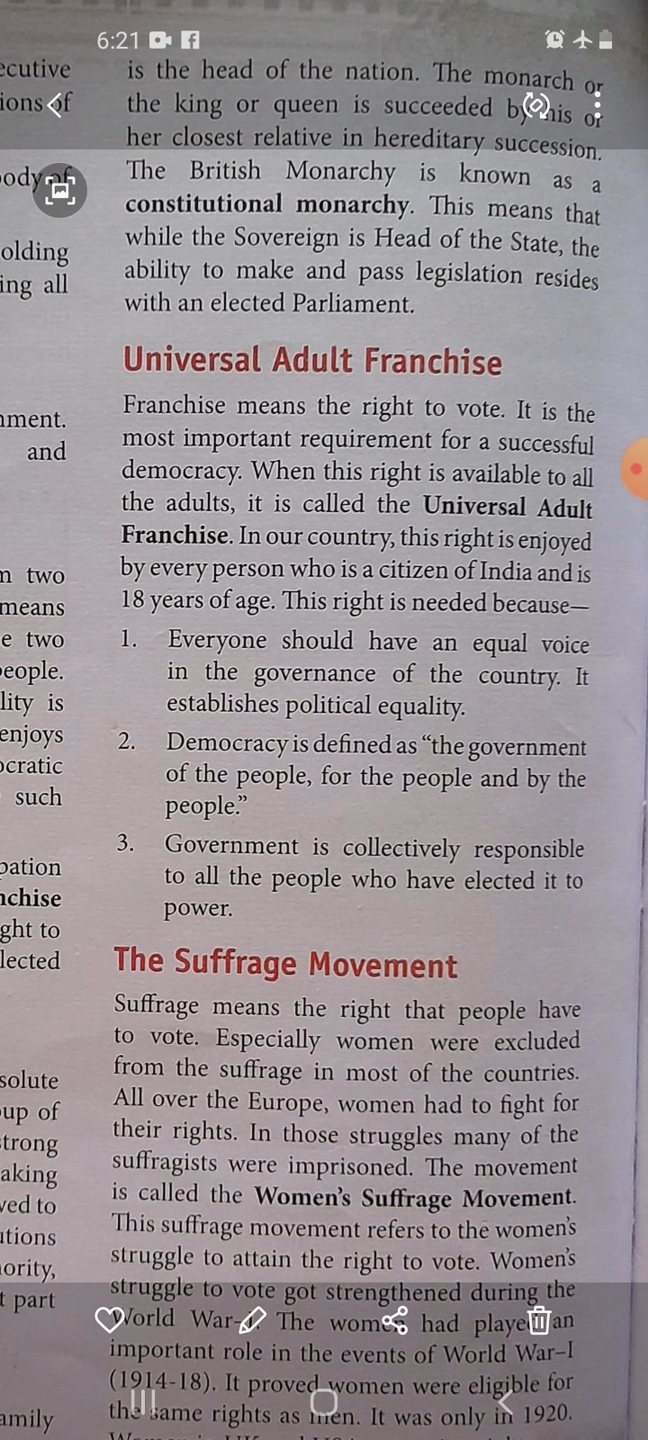 6:21
ecutive
ions of
ody of
olding
ing all
nment.
and
n two
means
e two
people.
lity is
enjoys
ocratic
such
pation
nchise
ght to
lected
solute
up of
strong
aking
ved to
utions
ority,
t part
amily
is the head of the nation. The monarch or
the king or queen is succeeded by his or
her closest relative in hereditary succession.
The British Monarchy is known as a
constitutional monarchy. This means that
while the Sovereign is Head of the State, the
ability to make and pass legislation resides
with an elected Parliament.
Universal Adult Franchise
Franchise means the right to vote. It is the
most important requirement for a successful
democracy. When this right is available to all
the adults, it is called the Universal Adult
Franchise. In our country, this right is enjoyed
by every person who is a citizen of India and is
18 years of age. This right is needed because—
1. Everyone should have an equal voice
in the governance of the country. It
establishes political equality.
2. Democracy is defined as “the government
of the people, for the people and by the
people.”
3. Government is collectively responsible
to all the people who have elected it to
power.
The Suffrage Movement
Suffrage means the right that people have
to vote. Especially women were excluded
from the suffrage in most of the countries.
All over the Europe, women had to fight for
their rights. In those struggles many of the
suffragists were imprisoned. The movement
is called the Women’s Suffrage Movement.
This suffrage movement refers to the women’s
struggle to attain the right to vote. Women’s
struggle to vote got strengthened during the
World War–I. The women had played an
important role in the events of World War–I
(1914-18). It proved women were eligible for
the same rights as men. It was only in 1920.